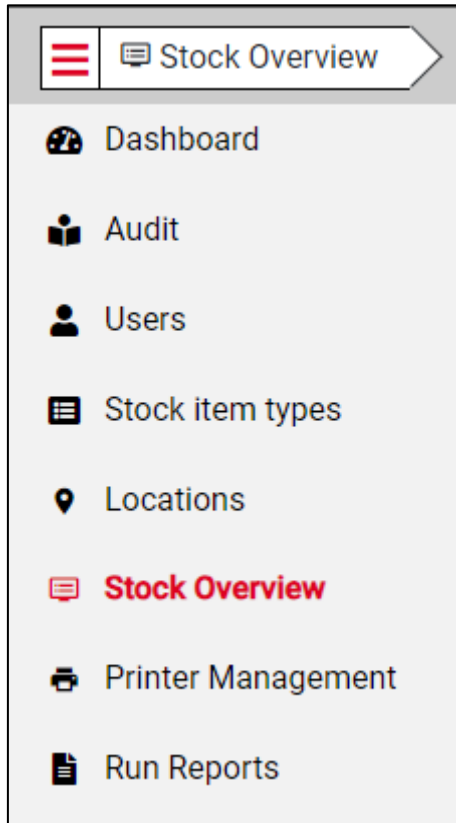 Stock Overview
Dashboard
Audit
Users
Stock item types
Locations
Stock Overview
Printer Management
Run Reports